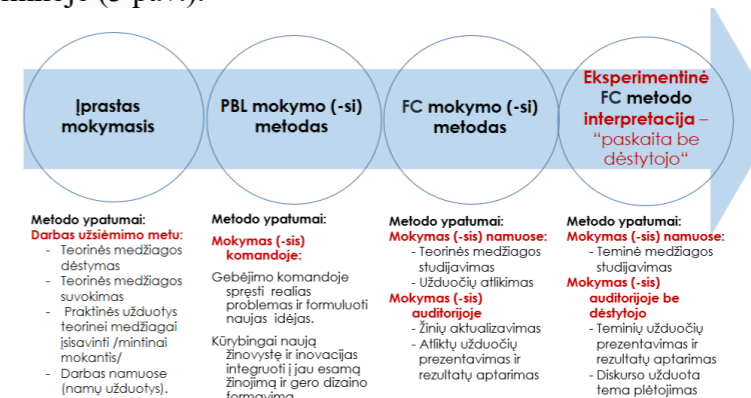 Įprastas
mokymasis
PBL mokymo (-si)
metodas
FC mokymo (-si)
metodas
Eksperimentinė
FC metodo
interpretacija –
“paskaita be
dėstytojo“
Metodo ypatumai:
Darbas užsiėmimo metu:
- Teorinės medžiagos
dėstymas
- Teorinės medžiagos
suvokimas
- Praktinės užduotys
teorinei medžiagai
įsisavinti /mintinai
mokantis/
- Darbas namuose
(namų užduotys).
Metodo ypatumai:
Mokymas (-sis)
komandoje:
Gebėjimo komandoje
spręsti realias
problemas ir formuluoti
naujas idėjas.
Kūrybingai naują
žinovystę ir inovacijas
integruoti į jau esamą
žinojimą ir gero dizaino
formavimą
Metodo ypatumai:
Mokymas (-sis) namuose:
- Teorinės medžiagos
studijavimas
- Užduočių atlikimas
Mokymas (-sis)
auditorijoje
- Žinių aktualizavimas
- Atliktų užduočių
prezentavimas ir
rezultatų aptarimas
Metodo ypatumai:
Mokymas (-sis) namuose:
- Teminė medžiagos
studijavimas
Mokymas (-sis)
auditorijoje be
dėstytojo
- Teminių užduočių
prezentavimas ir
rezultatų aptarimas
- Diskurso užduota
tema plėtojimas